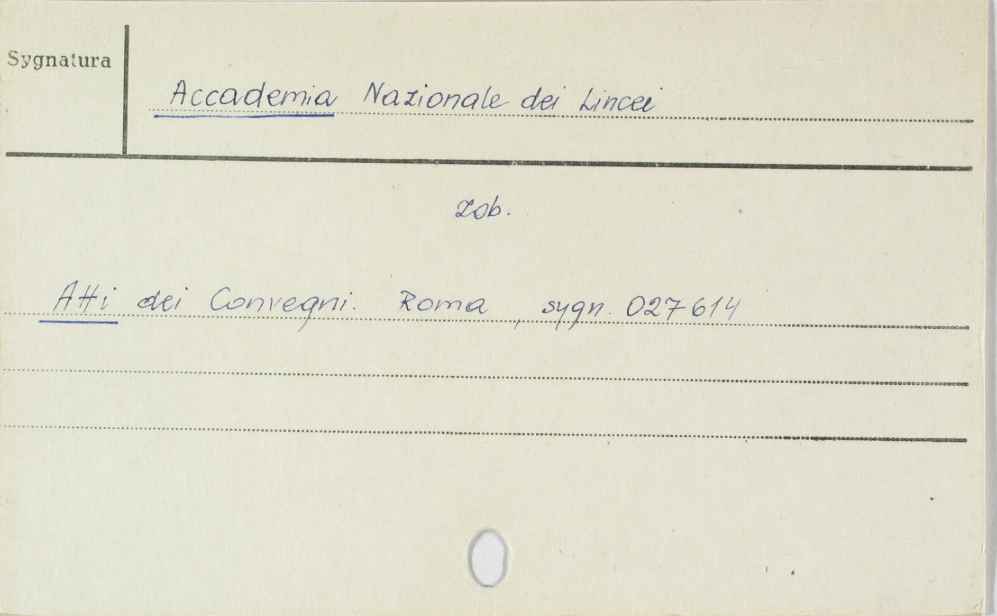 Sygnatura
Accademia Nazionale dei Lincei
zob.
Atti dei Convegni. Roma, sygn. 027614